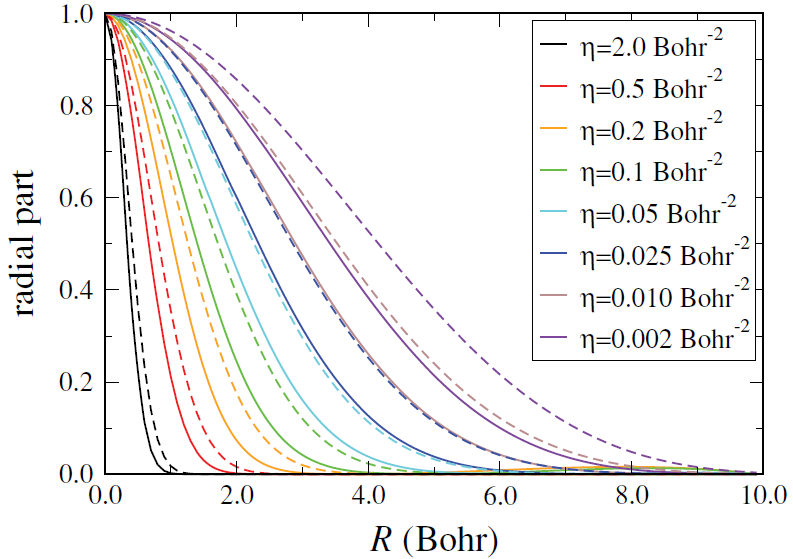 1.0
0.8
0.6
0.4
0.2
0.0
radial part
0.0 2.0 4.0 6.0 8.0 10.0
R (Bohr)
η=2.0 Bohr⁻²
η=0.5 Bohr⁻²
η=0.2 Bohr⁻²
η=0.1 Bohr⁻²
η=0.05 Bohr⁻²
η=0.025 Bohr⁻²
η=0.010 Bohr⁻²
η=0.002 Bohr⁻²